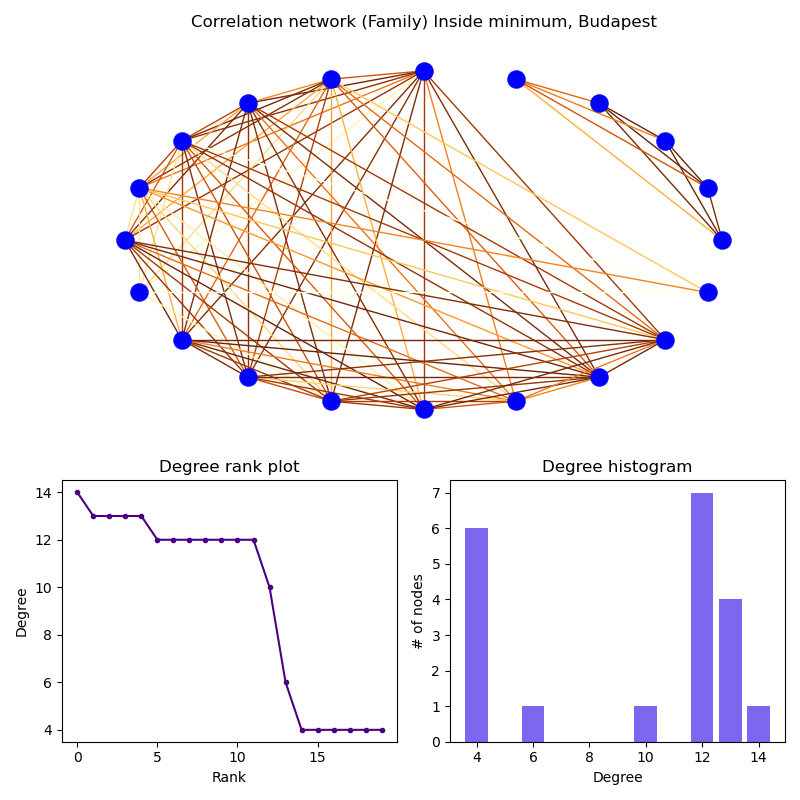 Correlation network (Family) Inside minimum, Budapest
Degree rank plot
Degree
14
12
10
8
6
4
0 5 10 15
Rank
Degree histogram
# of nodes
7
6
5
4
3
2
1
0
4 6 8 10 12 14
Degree